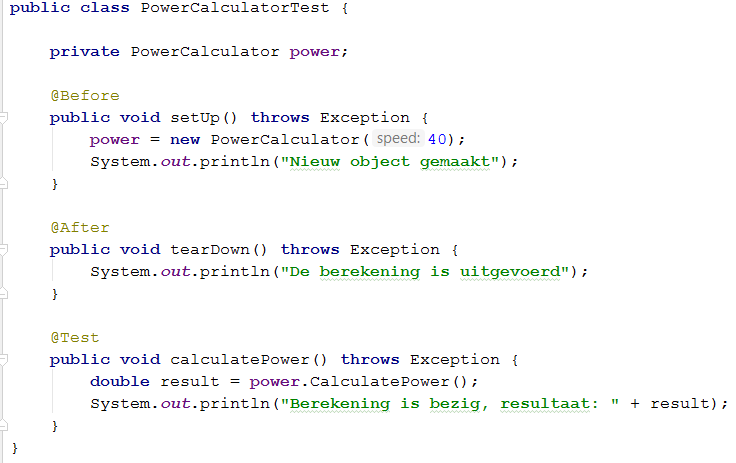 public class PowerCalculatorTest {
private PowerCalculator power;
@Before
public void setUp() throws Exception {
power = new PowerCalculator( speed: 40);
System.out.println("Nieuw object gemaakt");
}
@After
public void tearDown() throws Exception {
System.out.println("De berekening is uitgevoerd");
}
@Test
public void calculatePower() throws Exception {
double result = power.CalculatePower();
System.out.println("Berekening is bezig, resultaat: " + result);
}
}